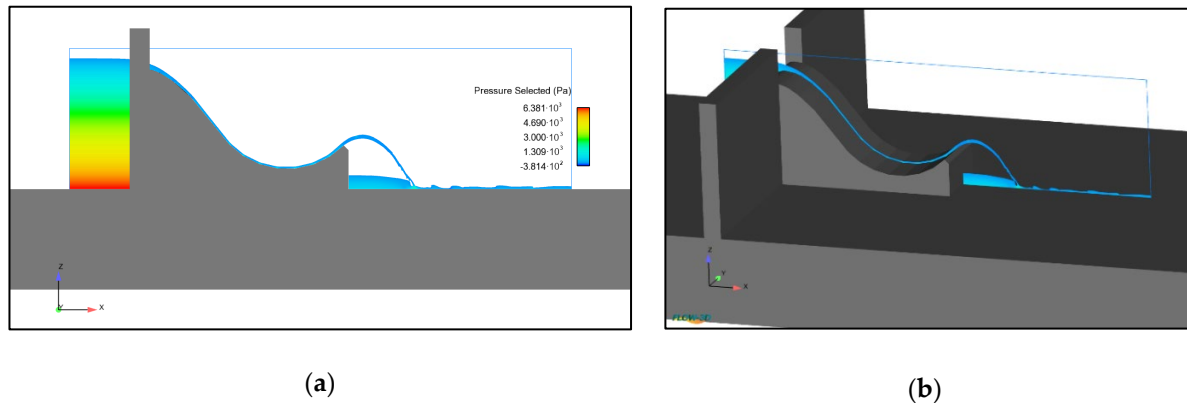 Pressure Selected (Pa)
6.381·10³
4.690·10³
3.000·10³
1.309·10³
-3.814·10²
Z
Y
X
Z
Y
X
FLOW-3D
(a)
(b)